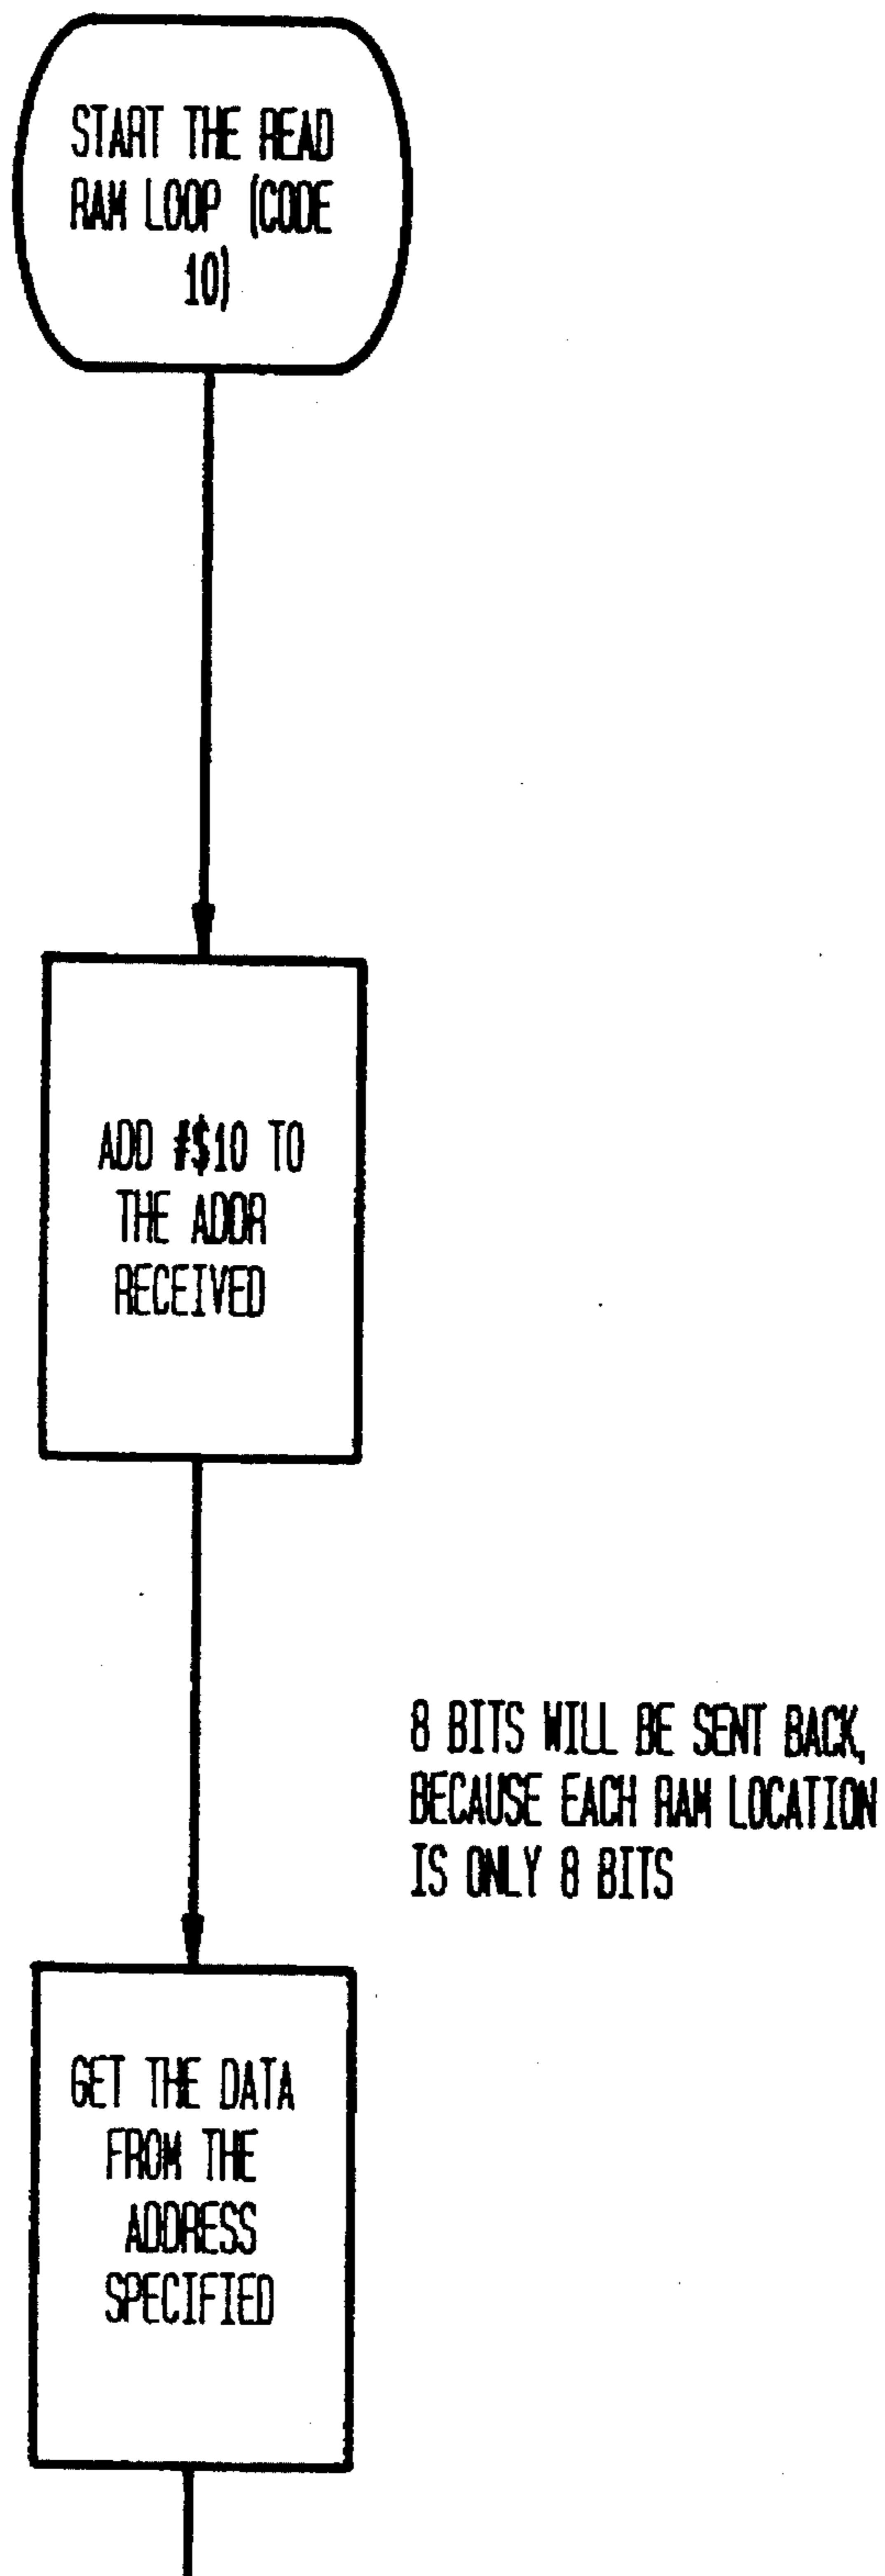 START THE READ
RAM LOOP (CODE
10)
ADD #$10 TO
THE ADDR
RECEIVED
8 BITS WILL BE SENT BACK,
BECAUSE EACH RAM LOCATION
IS ONLY 8 BITS
GET THE DATA
FROM THE
ADDRESS
SPECIFIED